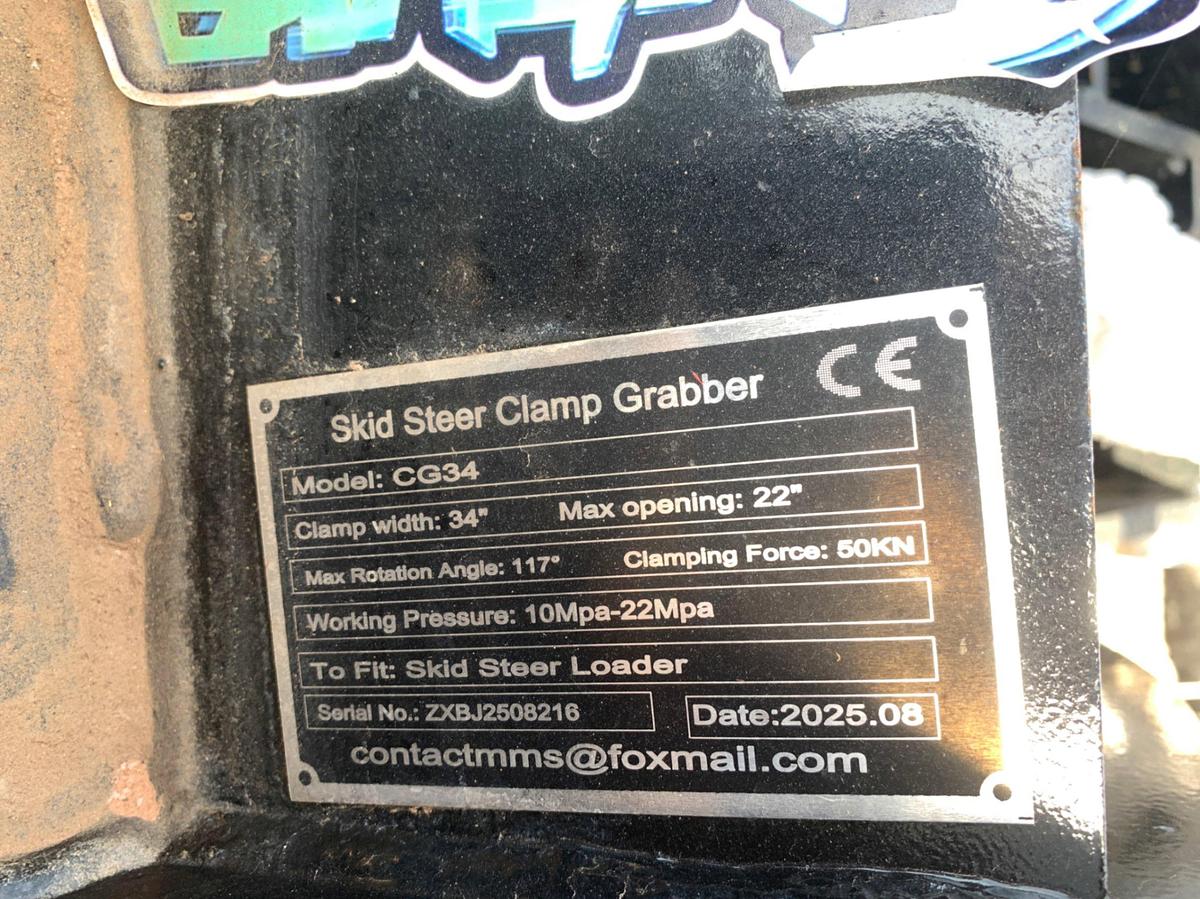 Skid Steer Clamp Grabber CE
Model: CG34
Clamp width: 34" Max opening: 22"
Max Rotation Angle: 117° Clamping Force: 50KN
Working Pressure: 10Mpa-22Mpa
To Fit: Skid Steer Loader
Serial No.: ZXBJ2508216 Date:2025.08
contactmms@foxmail.com